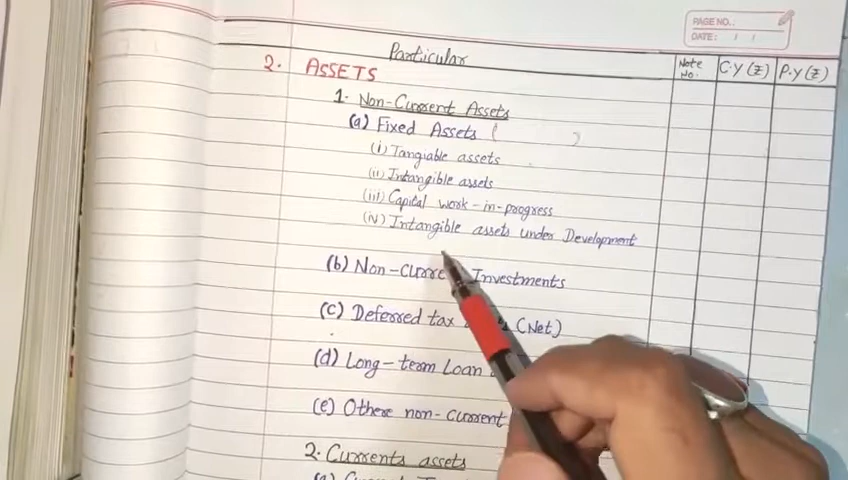 PAGE NO.:
DATE: / /
Particular
Note No.
C.Y (₹)
P.Y (₹)
2. ASSETS
1. Non-Current Assets
(a) Fixed Assets ( )
(i) Tangiable assets
(ii) Intangible assets
(iii) Capital work-in-progress
(iv) Intangible assets under Development
(b) Non-Curre Investments
(c) Deferred tax (Net)
(d) Long-term Loan
(e) Othere non-current
2. Currents assets